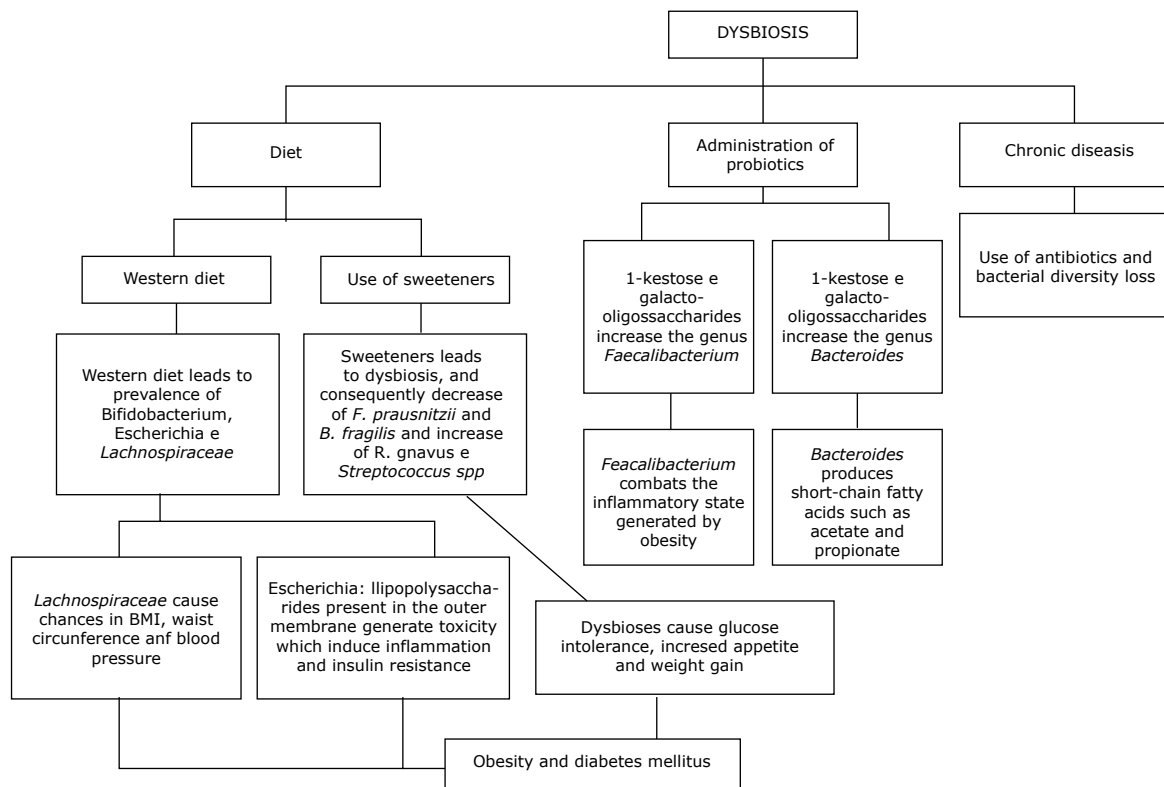 DYSBIOSIS
Diet
Administration of
probiotics
Chronic diseasis
Western diet
Use of sweeteners
1-kestose e
galacto-
oligossaccharides
increase the genus
Faecalibacterium
1-kestose e
galacto-
oligossaccharides
increase the genus
Bacteroides
Use of antibiotics and
bacterial diversity loss
Western diet leads to
prevalence of
Bifidobacterium,
Escherichia e
Lachnospiraceae
Sweeteners leads
to dysbiosis, and
consequently decrease
of F. prausnitzii and
B. fragilis and increase
of R. gnavus e
Streptococcus spp
Feacalibacterium
combats the
inflammatory state
generated by
obesity
Bacteroides
produces
short-chain fatty
acids such as
acetate and
propionate
Lachnospiraceae cause
chances in BMI, waist
circunference anf blood
pressure
Escherichia: llipopolysaccha-
rides present in the outer
membrane generate toxicity
which induce inflammation
and insulin resistance
Dysbioses cause glucose
intolerance, incresed appetite
and weight gain
Obesity and diabetes mellitus